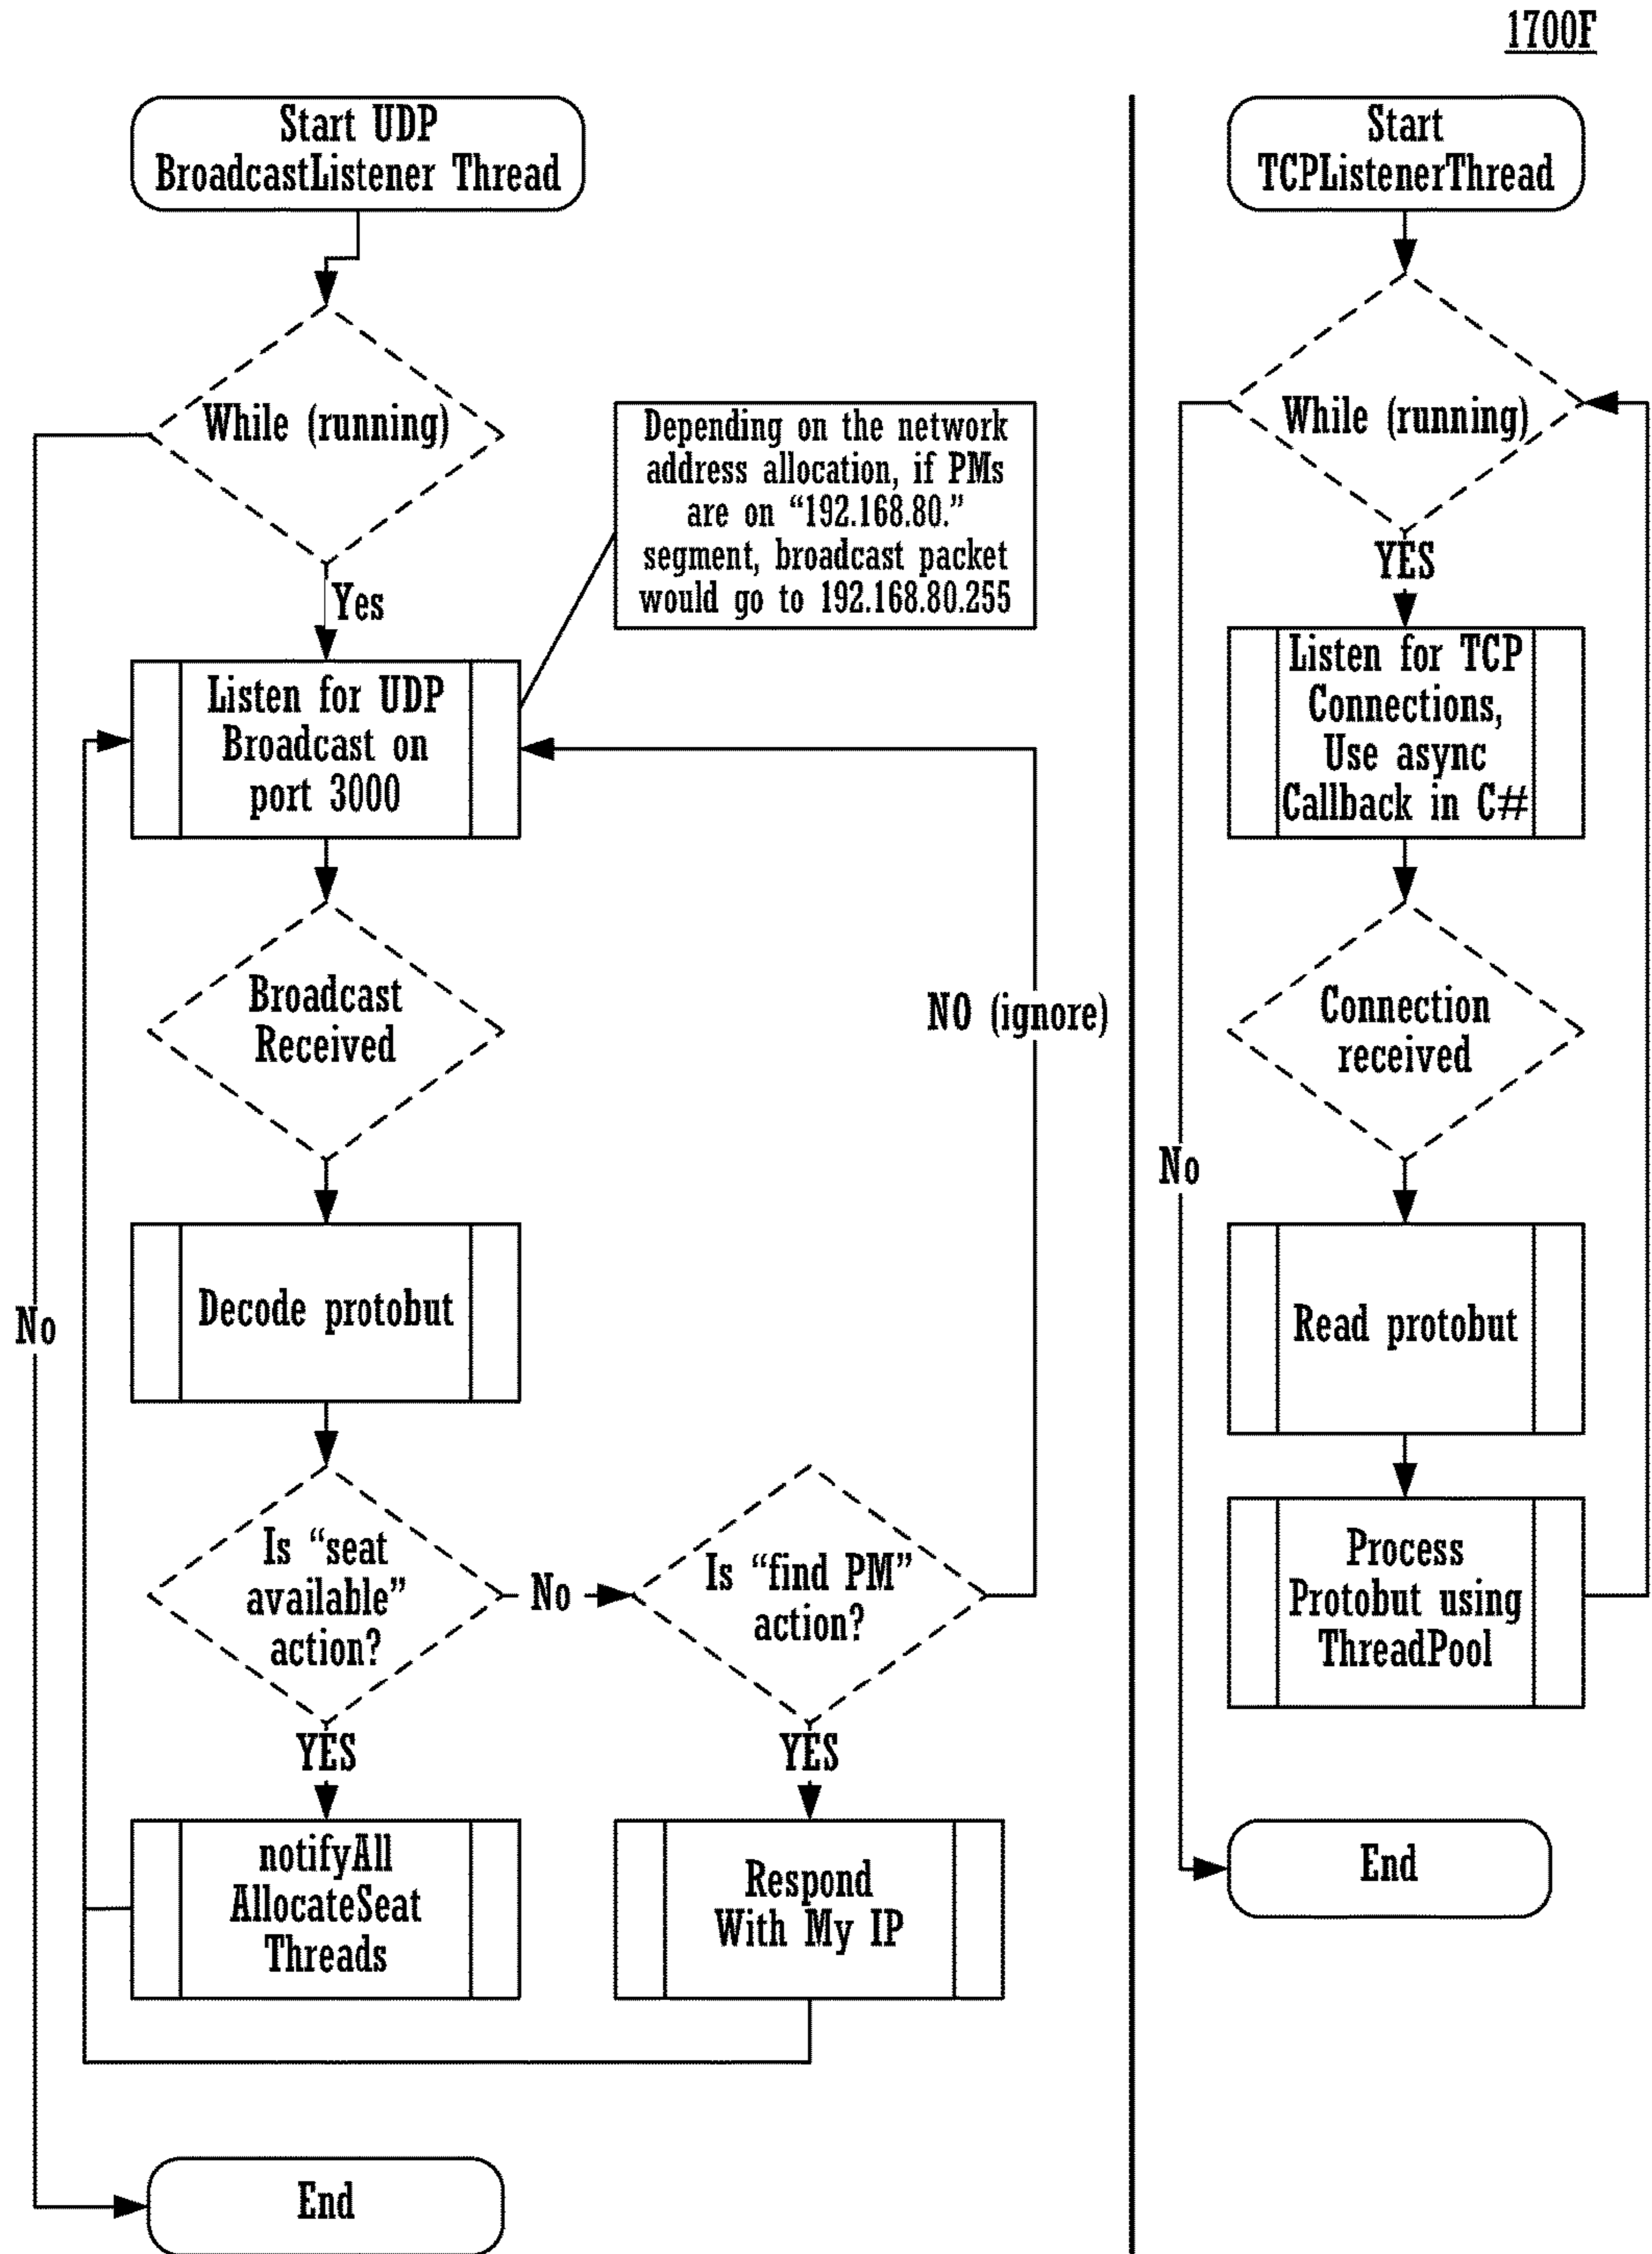 1700F
Start UDP
BroadcastListener Thread
While (running)
Yes
No
Depending on the network
address allocation, if PMs
are on “192.168.80.”
segment, broadcast packet
would go to 192.168.80.255
Listen for UDP
Broadcast on
port 3000
Broadcast
Received
NO (ignore)
Decode protobut
Is “seat
available”
action?
No
Is “find PM”
action?
YES
YES
notifyAll
AllocateSeat
Threads
Respond
With My IP
End
Start
TCPListenerThread
While (running)
YES
No
Listen for TCP
Connections,
Use async
Callback in C#
Connection
received
Read protobut
Process
Protobut using
ThreadPool
End